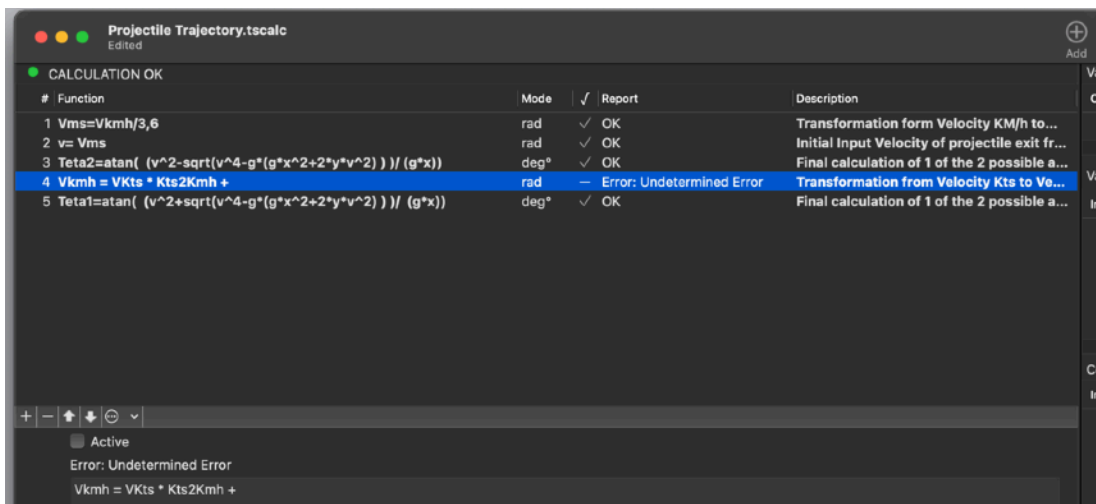 Projectile Trajectory.tscalc
Edited
Add
CALCULATION OK
# Function Mode √ Report Description
1 Vms=Vkmh/3,6 rad ✓ OK Transformation form Velocity KM/h to...
2 v= Vms rad ✓ OK Initial Input Velocity of projectile exit fr...
3 Teta2=atan( (v^2-sqrt(v^4-g*(g*x^2+2*y*v^2) ) )/ (g*x)) deg° ✓ OK Final calculation of 1 of the 2 possible a...
4 Vkmh = VKts * Kts2Kmh + rad — Error: Undetermined Error Transformation from Velocity Kts to Ve...
5 Teta1=atan( (v^2+sqrt(v^4-g*(g*x^2+2*y*v^2) ) )/ (g*x)) deg° ✓ OK Final calculation of 1 of the 2 possible a...
Active
Error: Undetermined Error
Vkmh = VKts * Kts2Kmh +